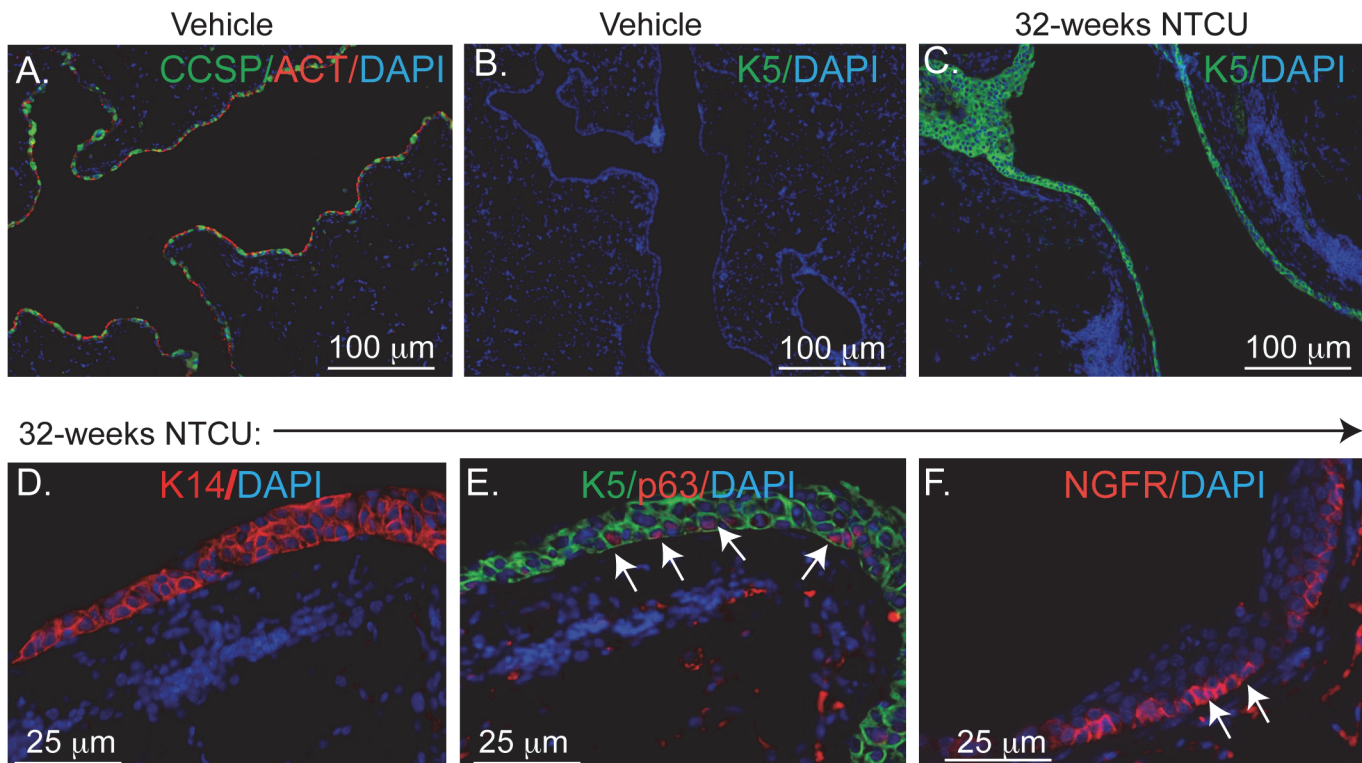 Vehicle
Vehicle
32-weeks NTCU
A.
CCSP/ACT/DAPI
B.
K5/DAPI
C.
K5/DAPI
100 μm
100 μm
100 μm
32-weeks NTCU:
D.
K14/DAPI
E.
K5/p63/DAPI
F.
NGFR/DAPI
25 μm
25 μm
25 μm